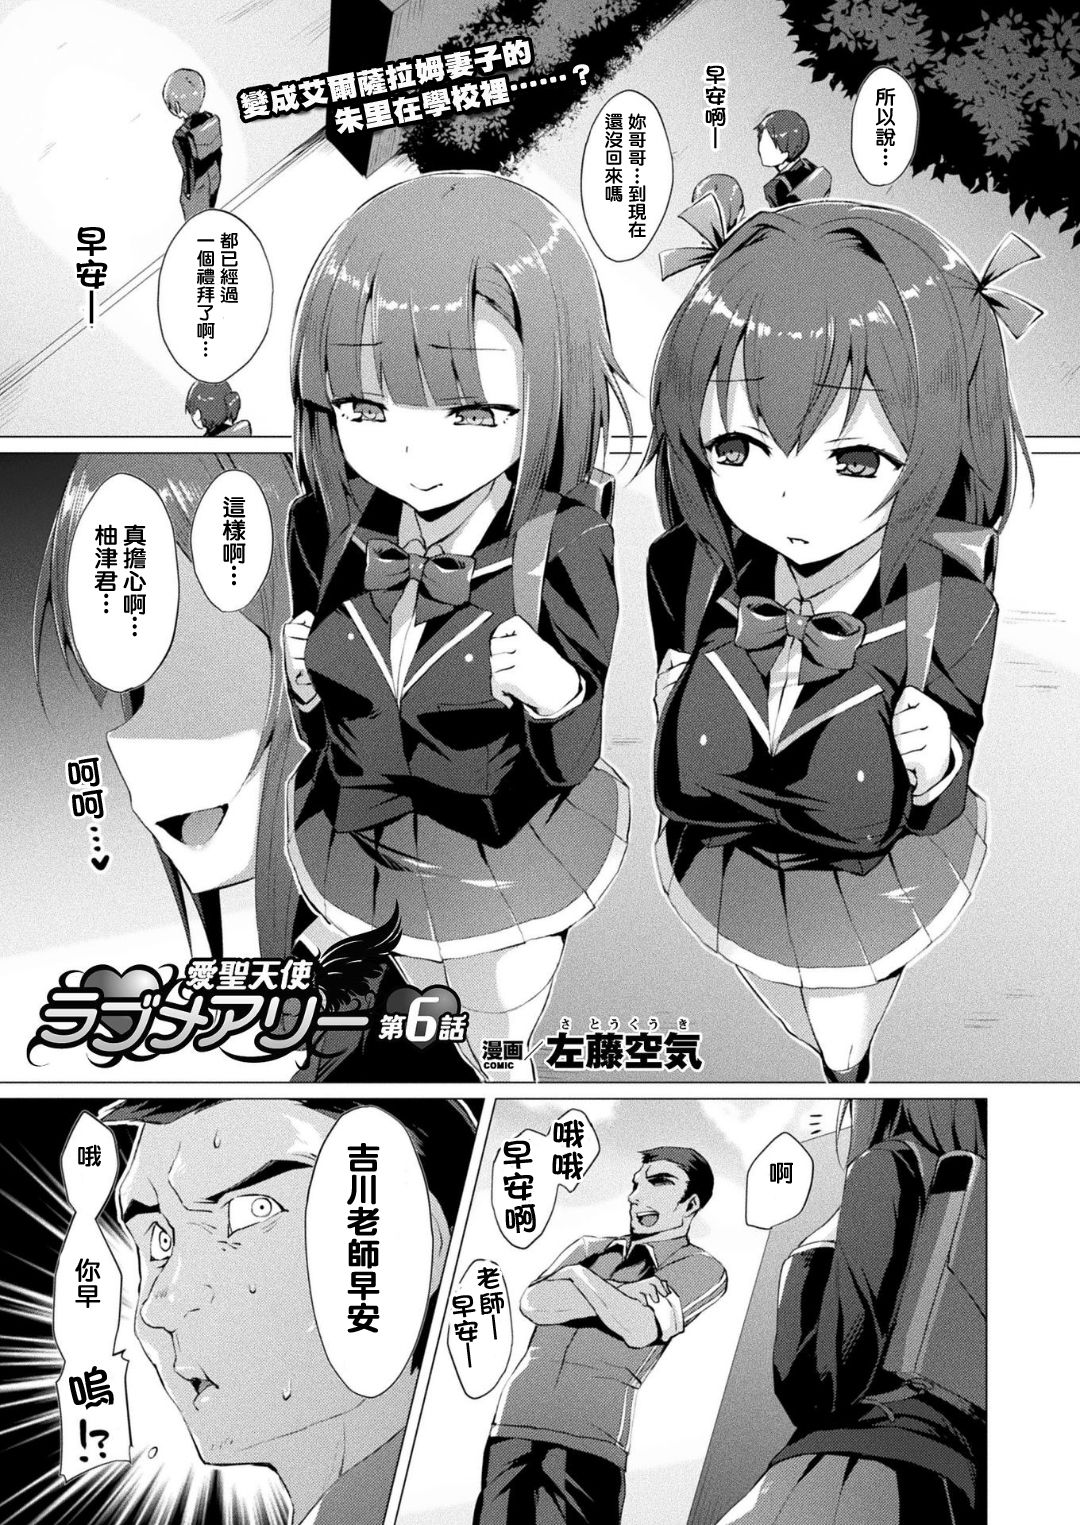 變成艾爾薩拉姆妻子的
朱里在學校裡……？
所以說…
早安啊ー
妳哥哥…到現在
還沒回來嗎
都已經過
一個禮拜了啊…
早安ー
這樣啊…
真擔心啊…
柚津君…
呵呵…♥
愛聖天使
ラブメアリー
第6話
漫画
COMIC
さとうくうき
左藤空気
啊
哦哦
早安啊
老師ー
早安ー
吉川老師早安
哦
你早
嗚!?